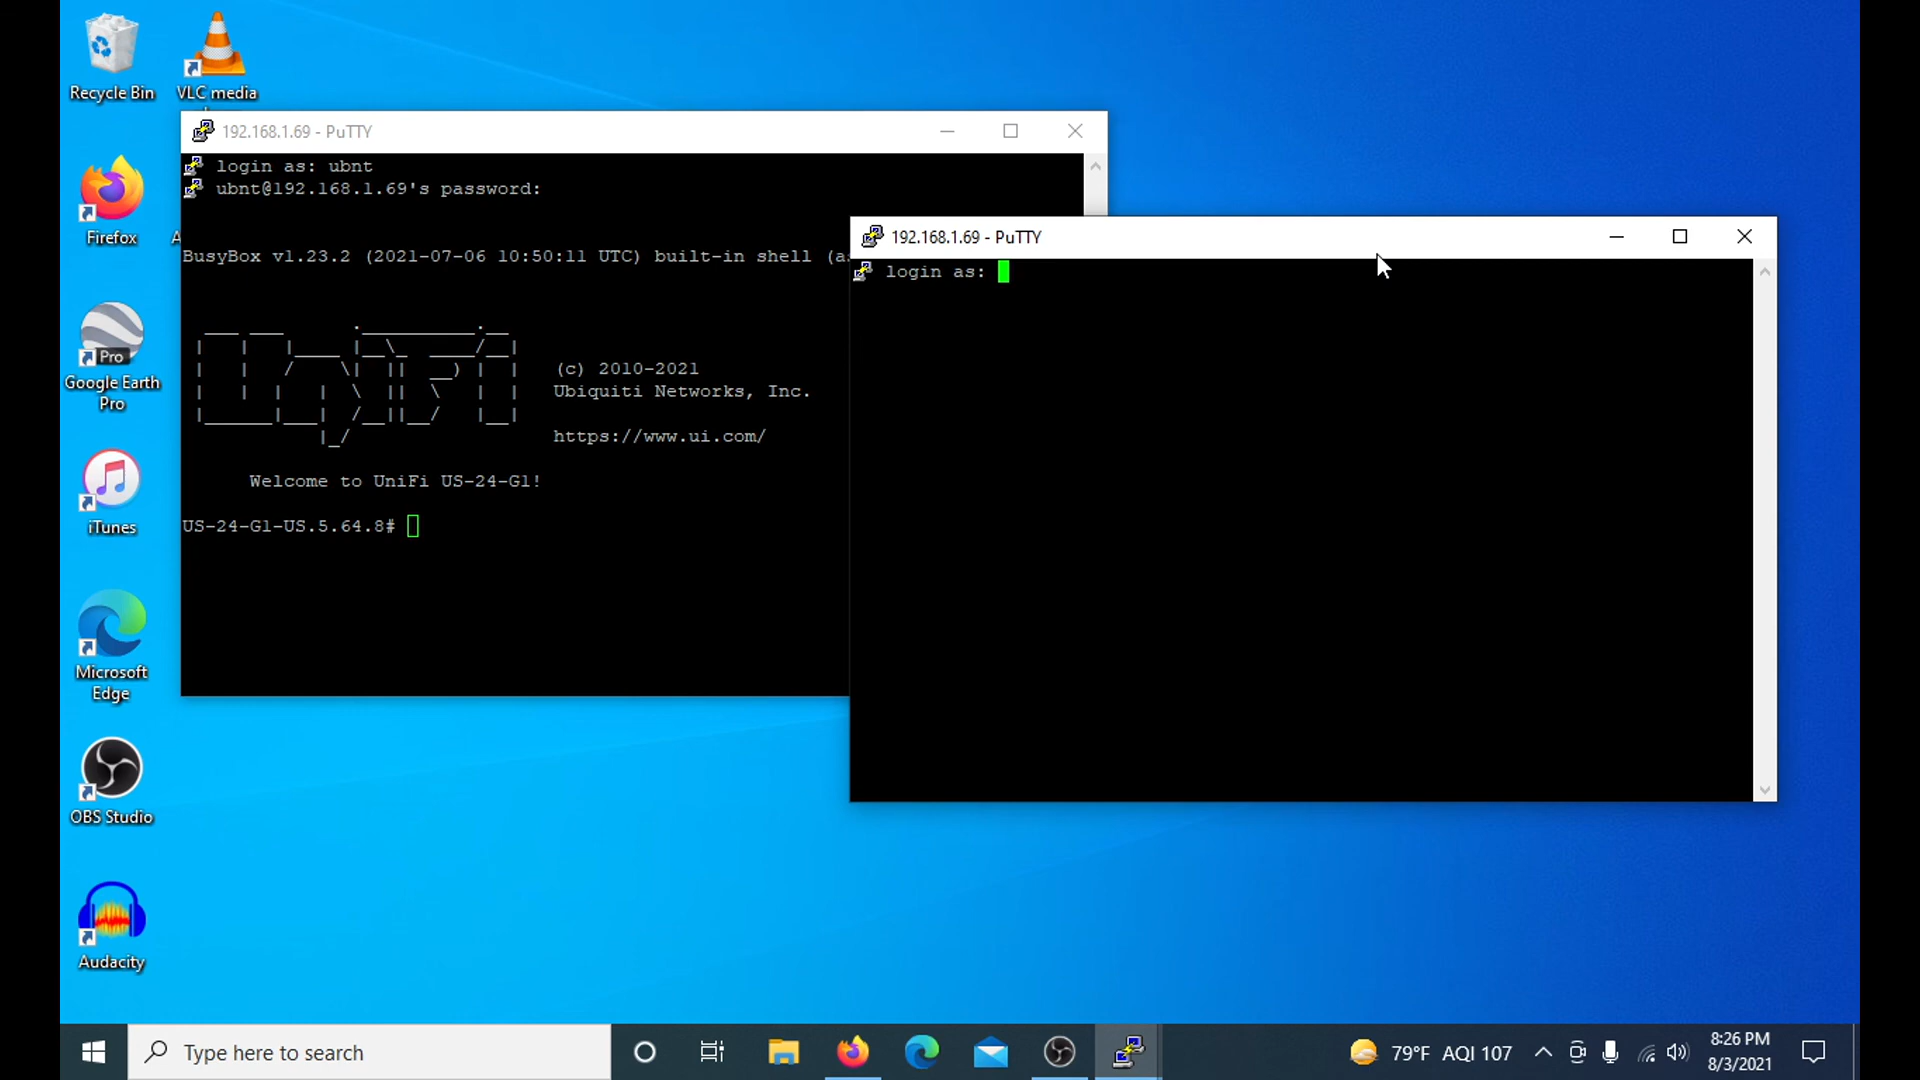 Recycle Bin
VLC media
Firefox
A
Pro
Google Earth
Pro
iTunes
Microsoft
Edge
OBS Studio
Audacity
192.168.1.69 - PuTTY
login as: ubnt
ubnt@192.168.1.69's password:
BusyBox v1.23.2 (2021-07-06 10:50:11 UTC) built-in shell (as
UniFi
(c) 2010-2021
Ubiquiti Networks, Inc.
https://www.ui.com/
Welcome to UniFi US-24-G1!
US-24-G1-US.5.64.8#
192.168.1.69 - PuTTY
login as:
Type here to search
79°F AQI 107
8:26 PM
8/3/2021